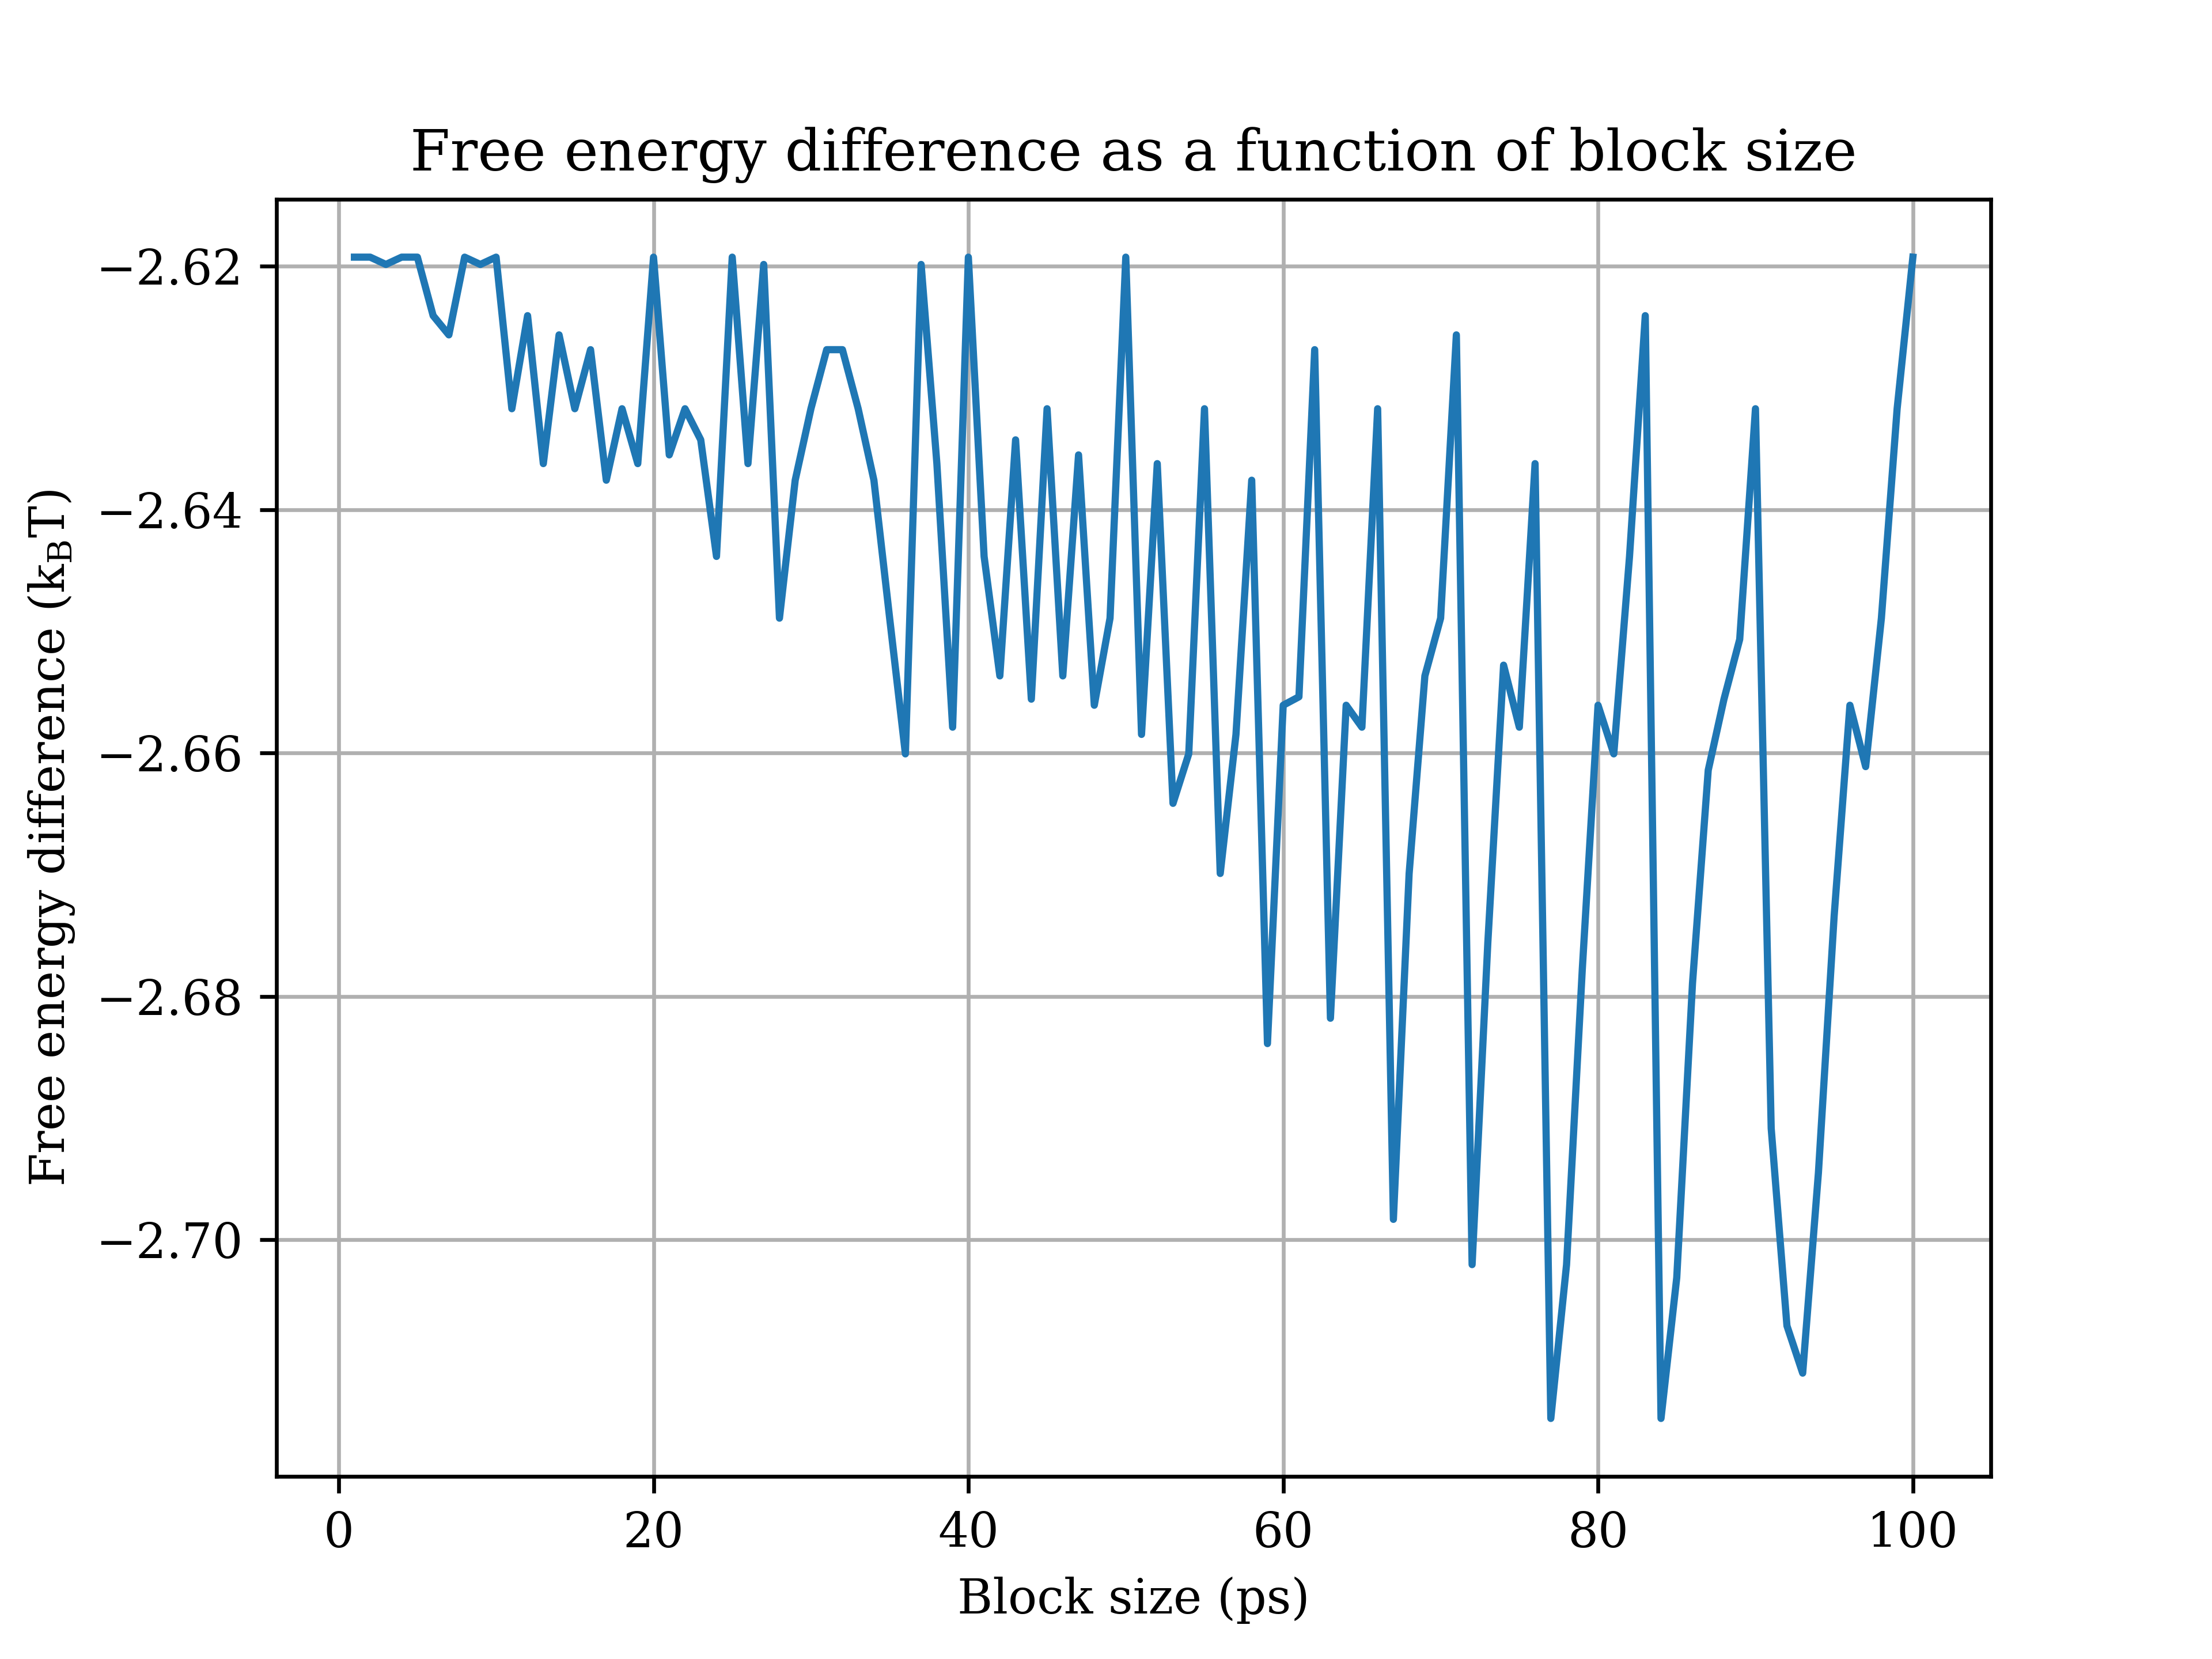 Free energy difference as a function of block size
Free energy difference (k_BT)
−2.62
−2.64
−2.66
−2.68
−2.70
0 20 40 60 80 100
Block size (ps)